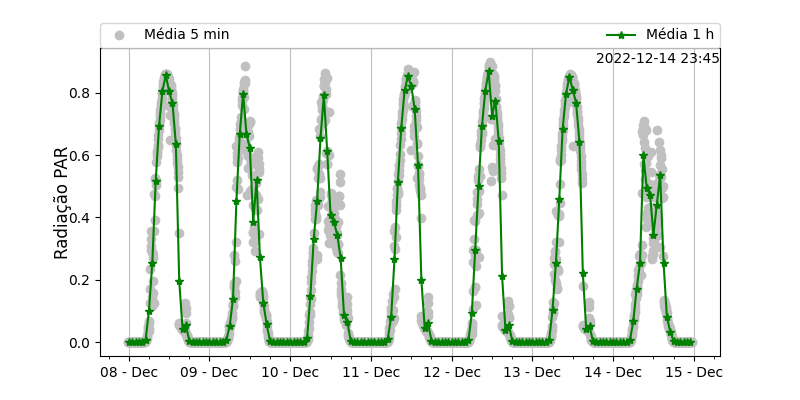 Média 5 min
Média 1 h
2022-12-14 23:45
Radiação PAR
0.8
0.6
0.4
0.2
0.0
08 - Dec
09 - Dec
10 - Dec
11 - Dec
12 - Dec
13 - Dec
14 - Dec
15 - Dec